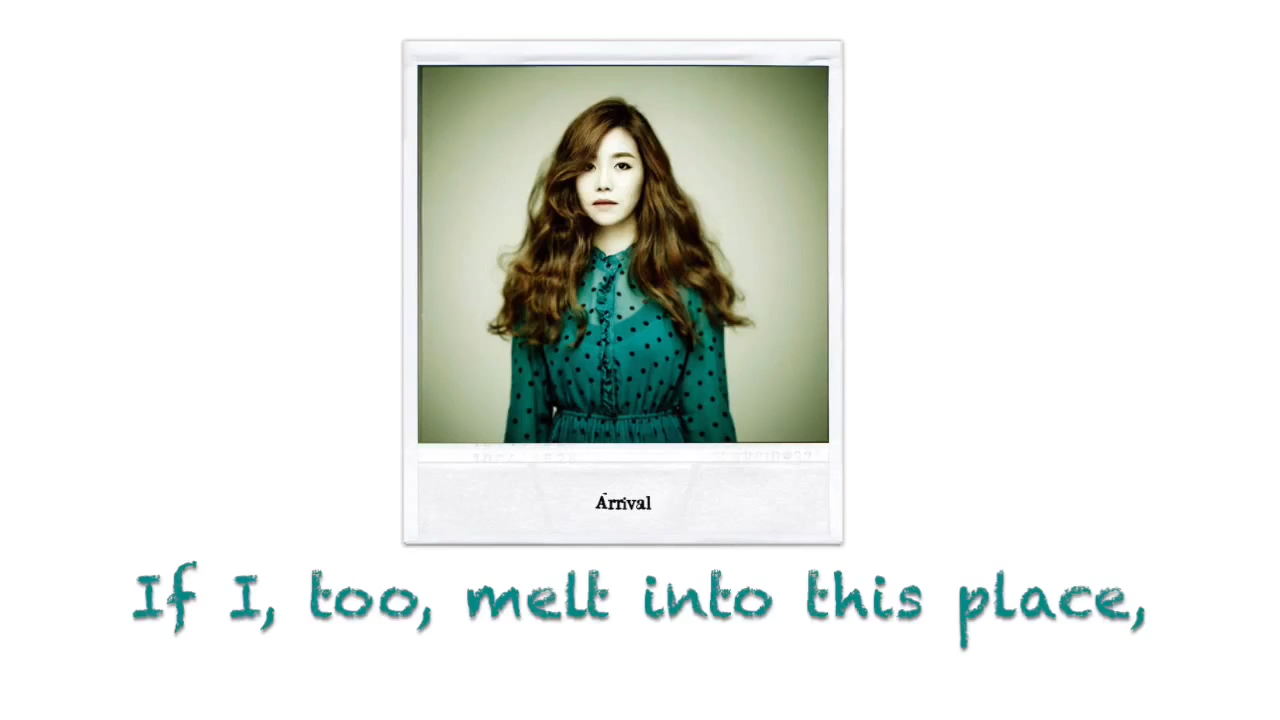 Arrival
If I, too, melt into this place,